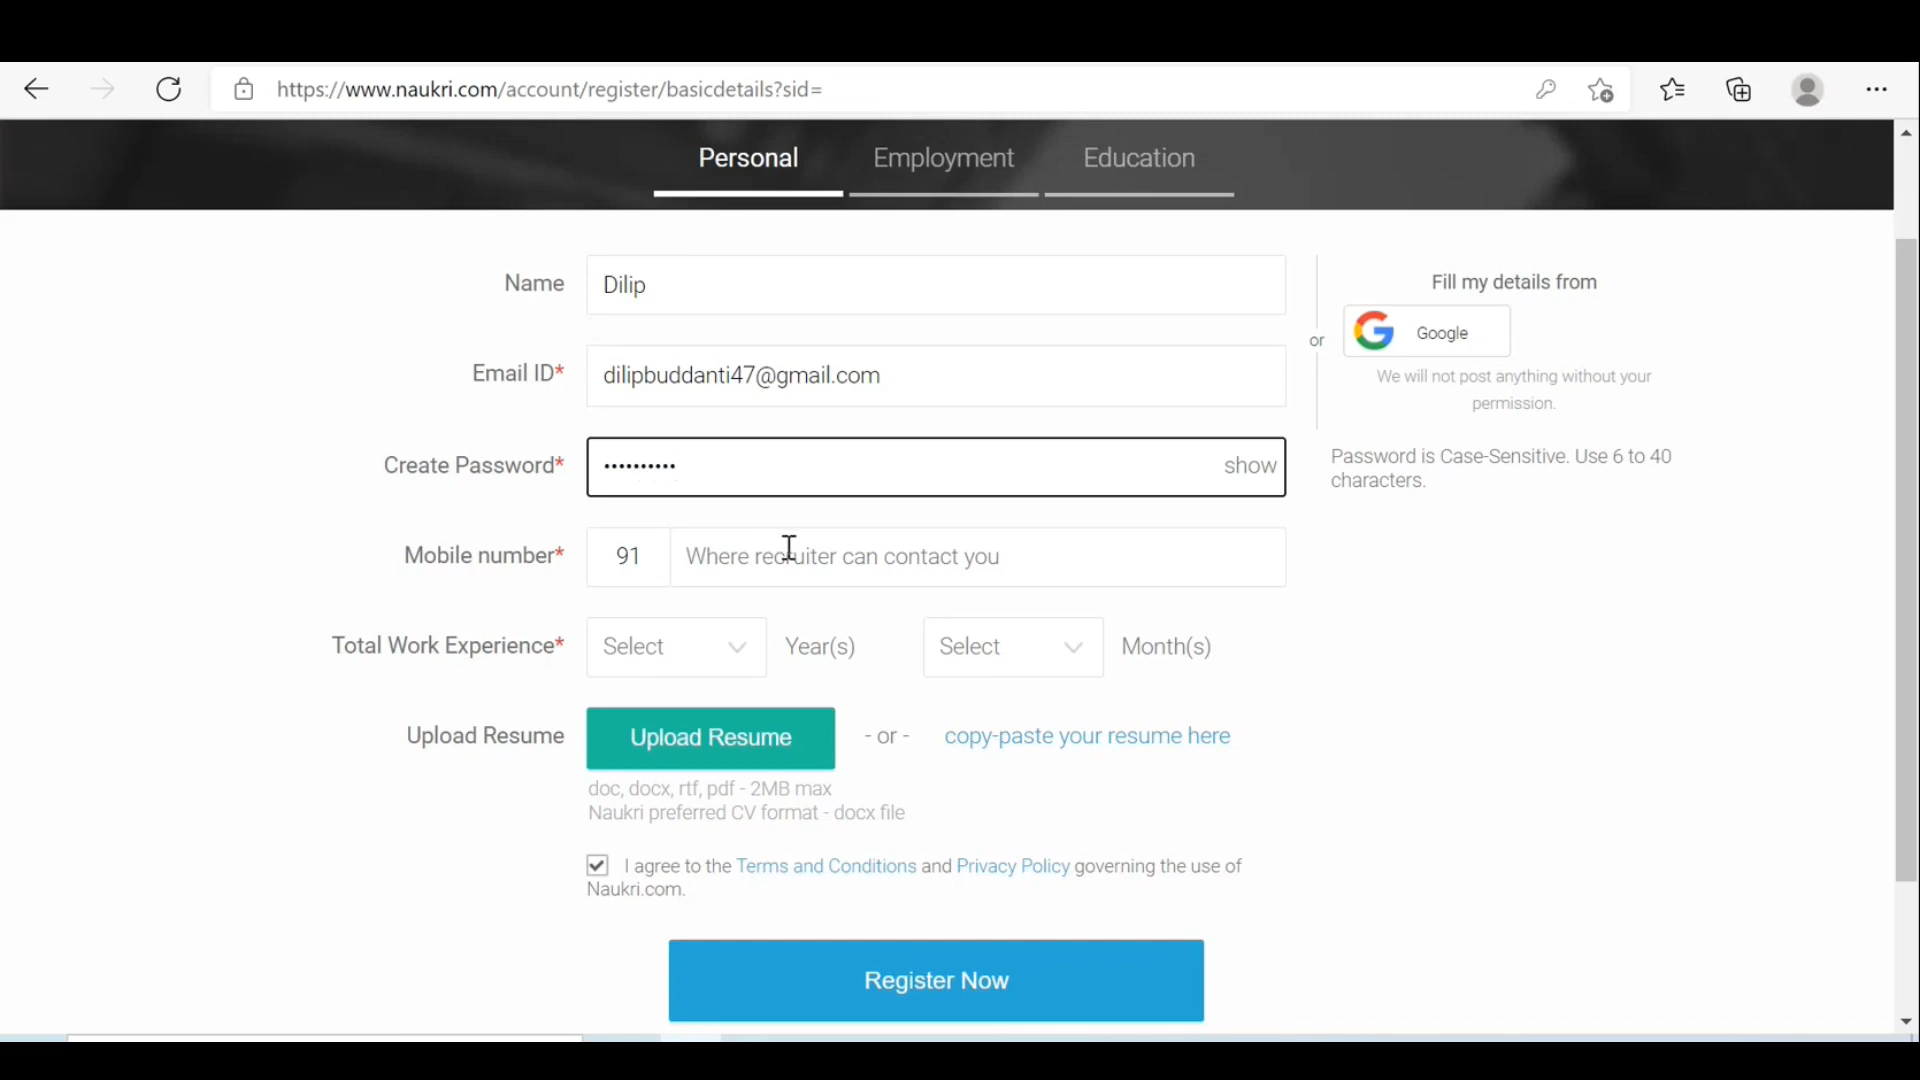 https://www.naukri.com/account/register/basicdetails?sid=
Personal Employment Education
Name Dilip
Fill my details from
or
Google
Email ID* dilipbuddanti47@gmail.com
We will not post anything without your
permission.
Create Password* •••••••••• show
Password is Case-Sensitive. Use 6 to 40
characters.
Mobile number* 91 Where recruiter can contact you
Total Work Experience* Select Year(s) Select Month(s)
Upload Resume Upload Resume - or - copy-paste your resume here
doc, docx, rtf, pdf - 2MB max
Naukri preferred CV format - docx file
I agree to the Terms and Conditions and Privacy Policy governing the use of
Naukri.com.
Register Now